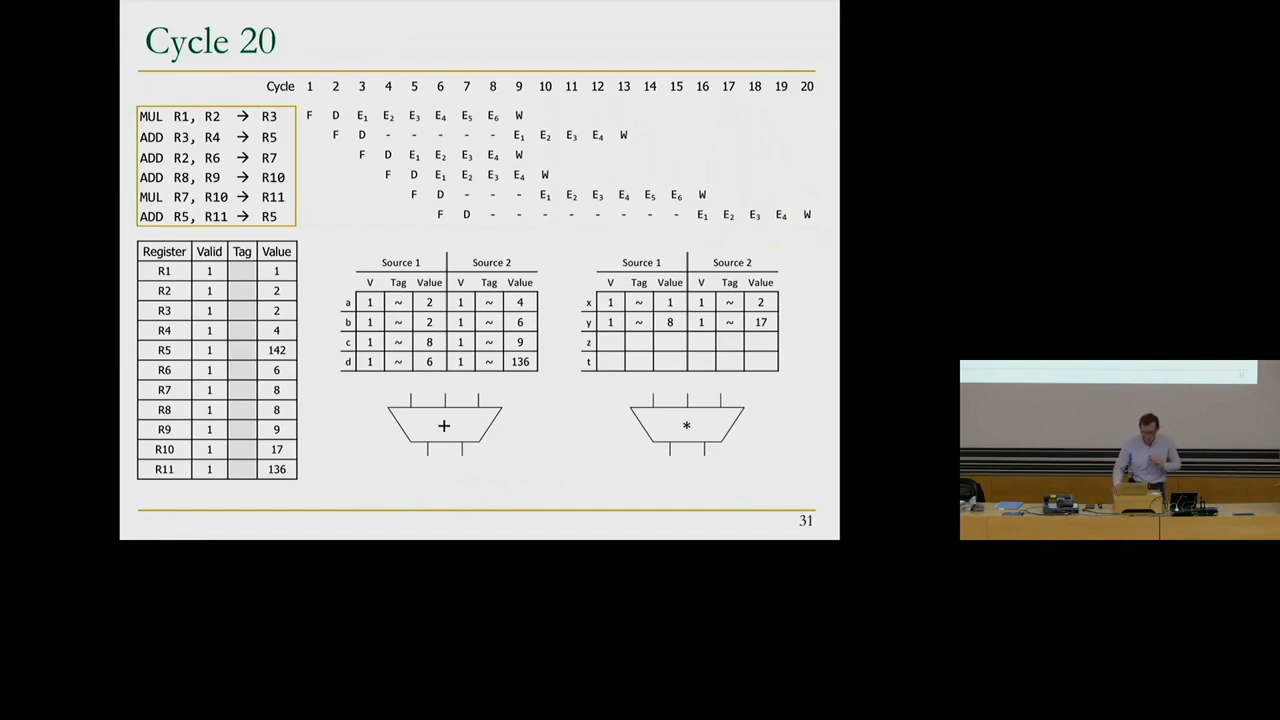 Cycle 20
Cycle 1 2 3 4 5 6 7 8 9 10 11 12 13 14 15 16 17 18 19 20
MUL R1, R2 → R3 F D E1 E2 E3 E4 E5 E6 W
ADD R3, R4 → R5 F D - - - - - E1 E2 E3 E4 W
ADD R2, R6 → R7 F D E1 E2 E3 E4 W
ADD R8, R9 → R10 F D E1 E2 E3 E4 W
MUL R7, R10 → R11 F D - - - E1 E2 E3 E4 E5 E6 W
ADD R5, R11 → R5 F D - - - - - - - - E1 E2 E3 E4 W
Register Valid Tag Value
R1 1 1
R2 1 2
R3 1 2
R4 1 4
R5 1 142
R6 1 6
R7 1 8
R8 1 8
R9 1 9
R10 1 17
R11 1 136
Source 1 Source 2
V Tag Value V Tag Value
a 1 ~ 2 1 ~ 4
b 1 ~ 2 1 ~ 6
c 1 ~ 8 1 ~ 9
d 1 ~ 6 1 ~ 136
+
Source 1 Source 2
V Tag Value V Tag Value
x 1 ~ 1 1 ~ 2
y 1 ~ 8 1 ~ 17
z
t
*
31